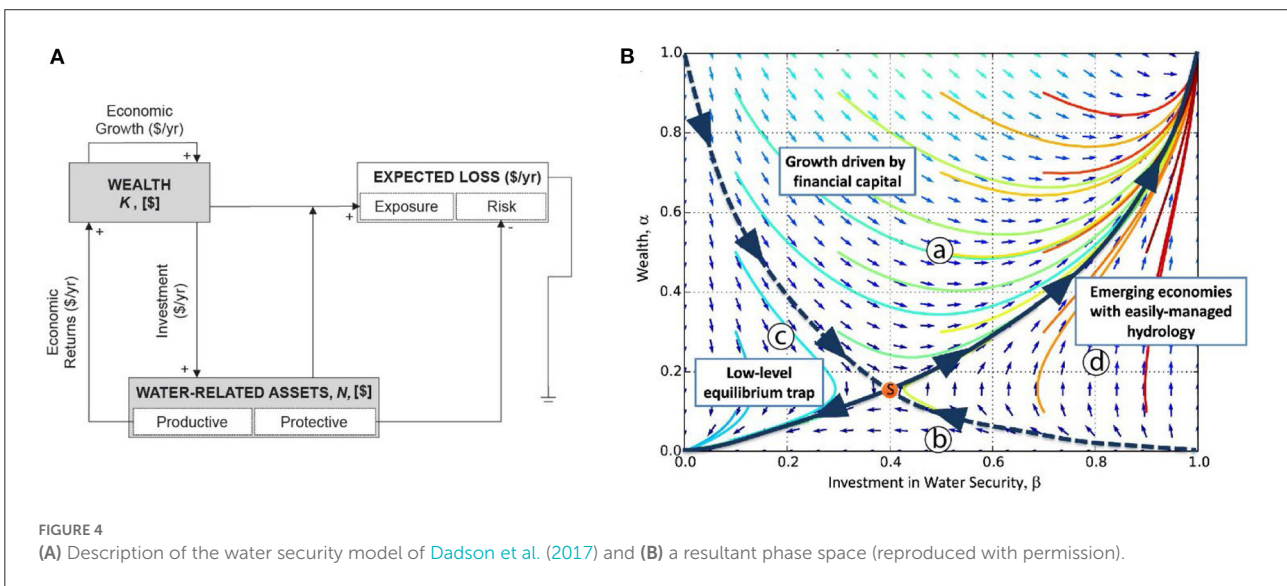 A
Economic
Growth ($/yr)
+
WEALTH
K, [$]
EXPECTED LOSS ($/yr)
Exposure
Risk
+
-
+
Economic
Returns ($/yr)
Investment
($/yr)
+
WATER-RELATED ASSETS, N, [$]
Productive
Protective
B
1.0
0.8
0.6
0.4
0.2
0.0
Wealth, α
Growth driven by
financial capital
a
Emerging economies
with easily-managed
hydrology
c
d
Low-level
equilibrium trap
S
b
0.0
0.2
0.4
0.6
0.8
1.0
Investment in Water Security, β
FIGURE 4
(A) Description of the water security model of Dadson et al. (2017) and (B) a resultant phase space (reproduced with permission).